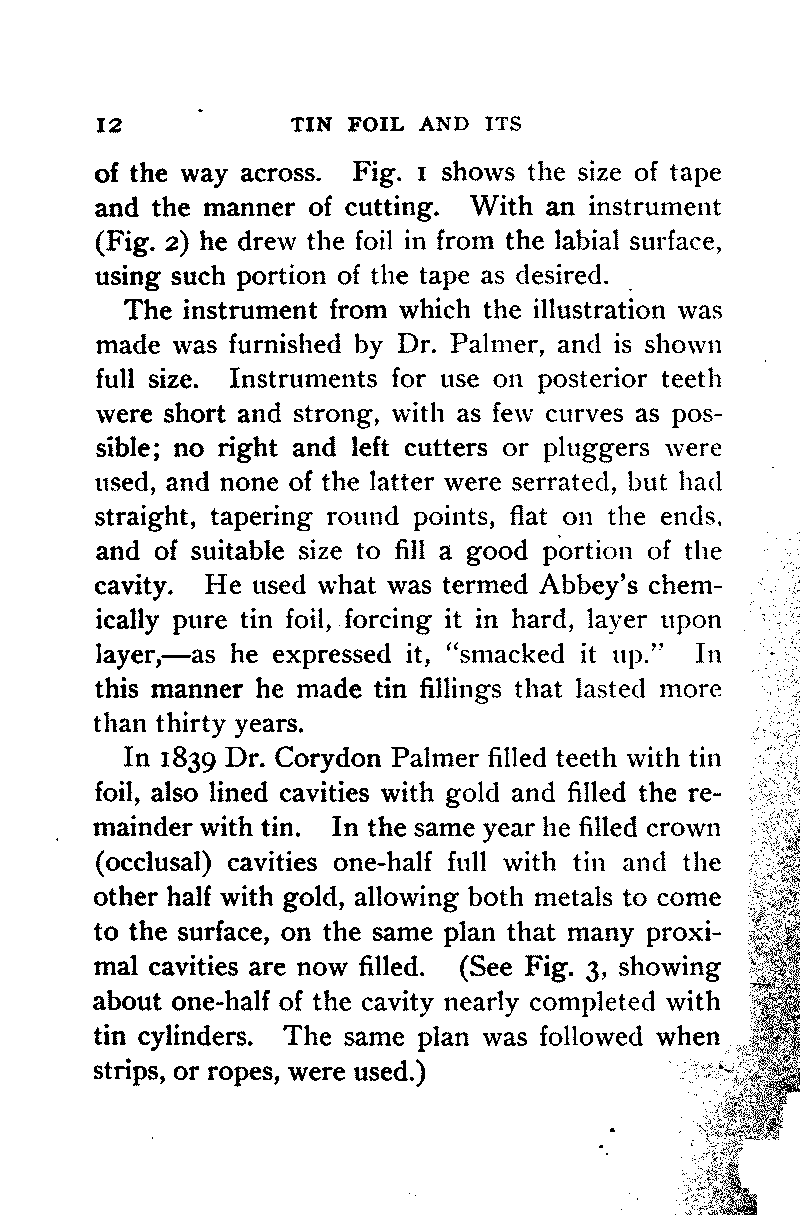 12 TIN FOIL AND ITS
of the way across. Fig. 1 shows the size of tape
and the manner of cutting. With an instrument
(Fig. 2) he drew the foil in from the labial surface,
using such portion of the tape as desired.
The instrument from which the illustration was
made was furnished by Dr. Palmer, and is shown
full size. Instruments for use on posterior teeth
were short and strong, with as few curves as pos-
sible; no right and left cutters or pluggers were
used, and none of the latter were serrated, but had
straight, tapering round points, flat on the ends,
and of suitable size to fill a good portion of the
cavity. He used what was termed Abbey's chem-
ically pure tin foil, forcing it in hard, layer upon
layer,—as he expressed it, "smacked it up." In
this manner he made tin fillings that lasted more
than thirty years.
In 1839 Dr. Corydon Palmer filled teeth with tin
foil, also lined cavities with gold and filled the re-
mainder with tin. In the same year he filled crown
(occlusal) cavities one-half full with tin and the
other half with gold, allowing both metals to come
to the surface, on the same plan that many proxi-
mal cavities are now filled. (See Fig. 3, showing
about one-half of the cavity nearly completed with
tin cylinders. The same plan was followed when
strips, or ropes, were used.)